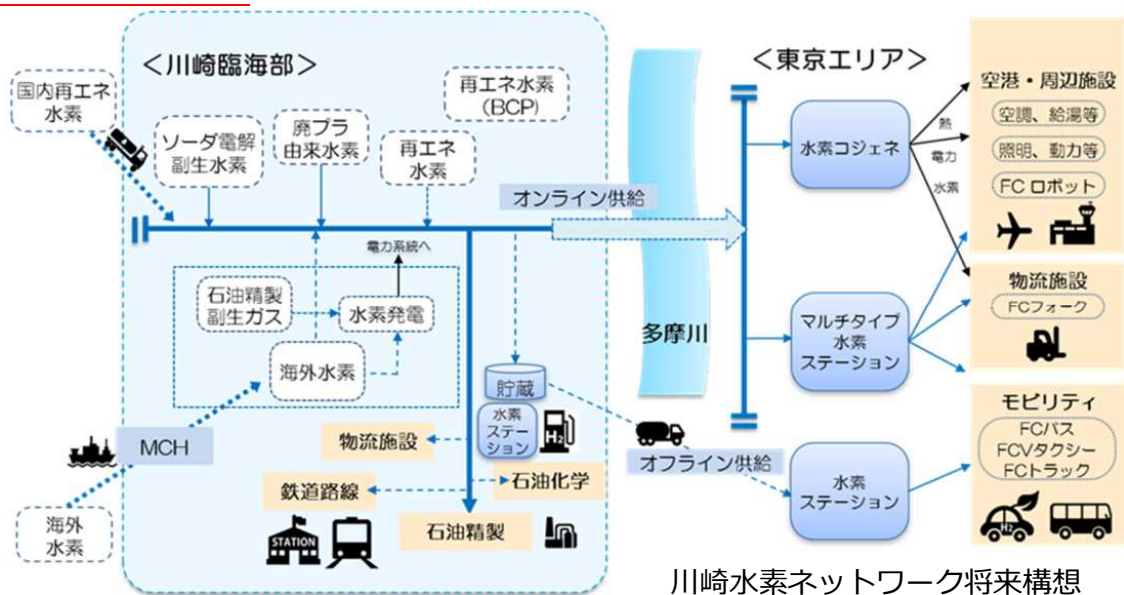 ＜川崎臨海部＞
国内再エネ
水素
ソーダ電解
副生水素
廃プラ
由来水素
再エネ
水素
再エネ水素
（BCP）
オンライン供給
電力系統へ
石油精製
副生ガス
水素発電
海外水素
MCH
海外
水素
貯蔵
水素
ステー
ション
H2
物流施設
鉄道路線
STATION
石油化学
石油精製
多摩川
オフライン供給
＜東京エリア＞
水素コジェネ
熱
電力
水素
マルチタイプ
水素
ステーション
水素
ステーション
空港・周辺施設
空調、給湯等
照明、動力等
FCロボット
物流施設
FCフォーク
モビリティ
FCバス
FCVタクシー
FCトラック
H2
川崎水素ネットワーク将来構想